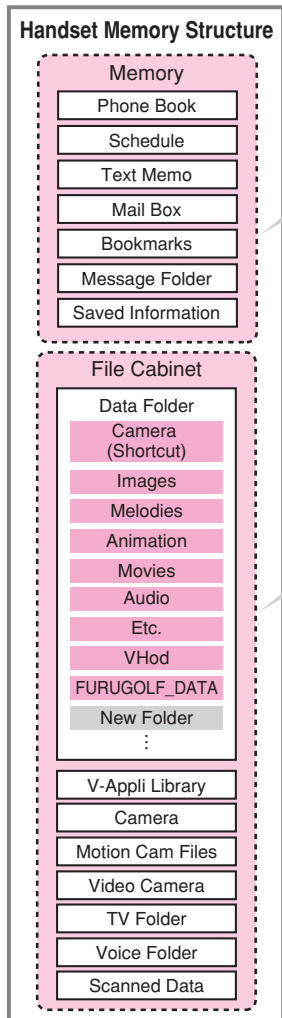 Handset Memory Structure
Memory
Phone Book
Schedule
Text Memo
Mail Box
Bookmarks
Message Folder
Saved Information
File Cabinet
Data Folder
Camera
(Shortcut)
Images
Melodies
Animation
Movies
Audio
Etc.
VHod
FURUGOLF_DATA
New Folder
⋮
V-Appli Library
Camera
Motion Cam Files
Video Camera
TV Folder
Voice Folder
Scanned Data